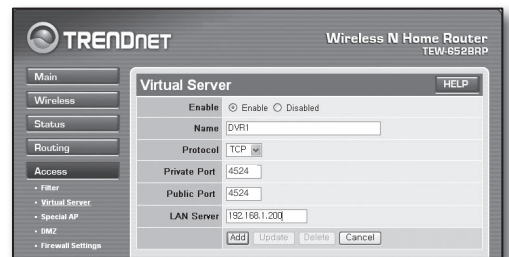 TRENDNET
Wireless N Home Router
TEW-652BRP
Main
Wireless
Status
Routing
Access
• Filter
• Virtual Server
• Special AP
• DMZ
• Firewall Settings
Virtual Server HELP
Enable Enable Disabled
Name DVR1
Protocol TCP
Private Port 4524
Public Port 4524
LAN Server 192.168.1.200
Add Update Delete Cancel